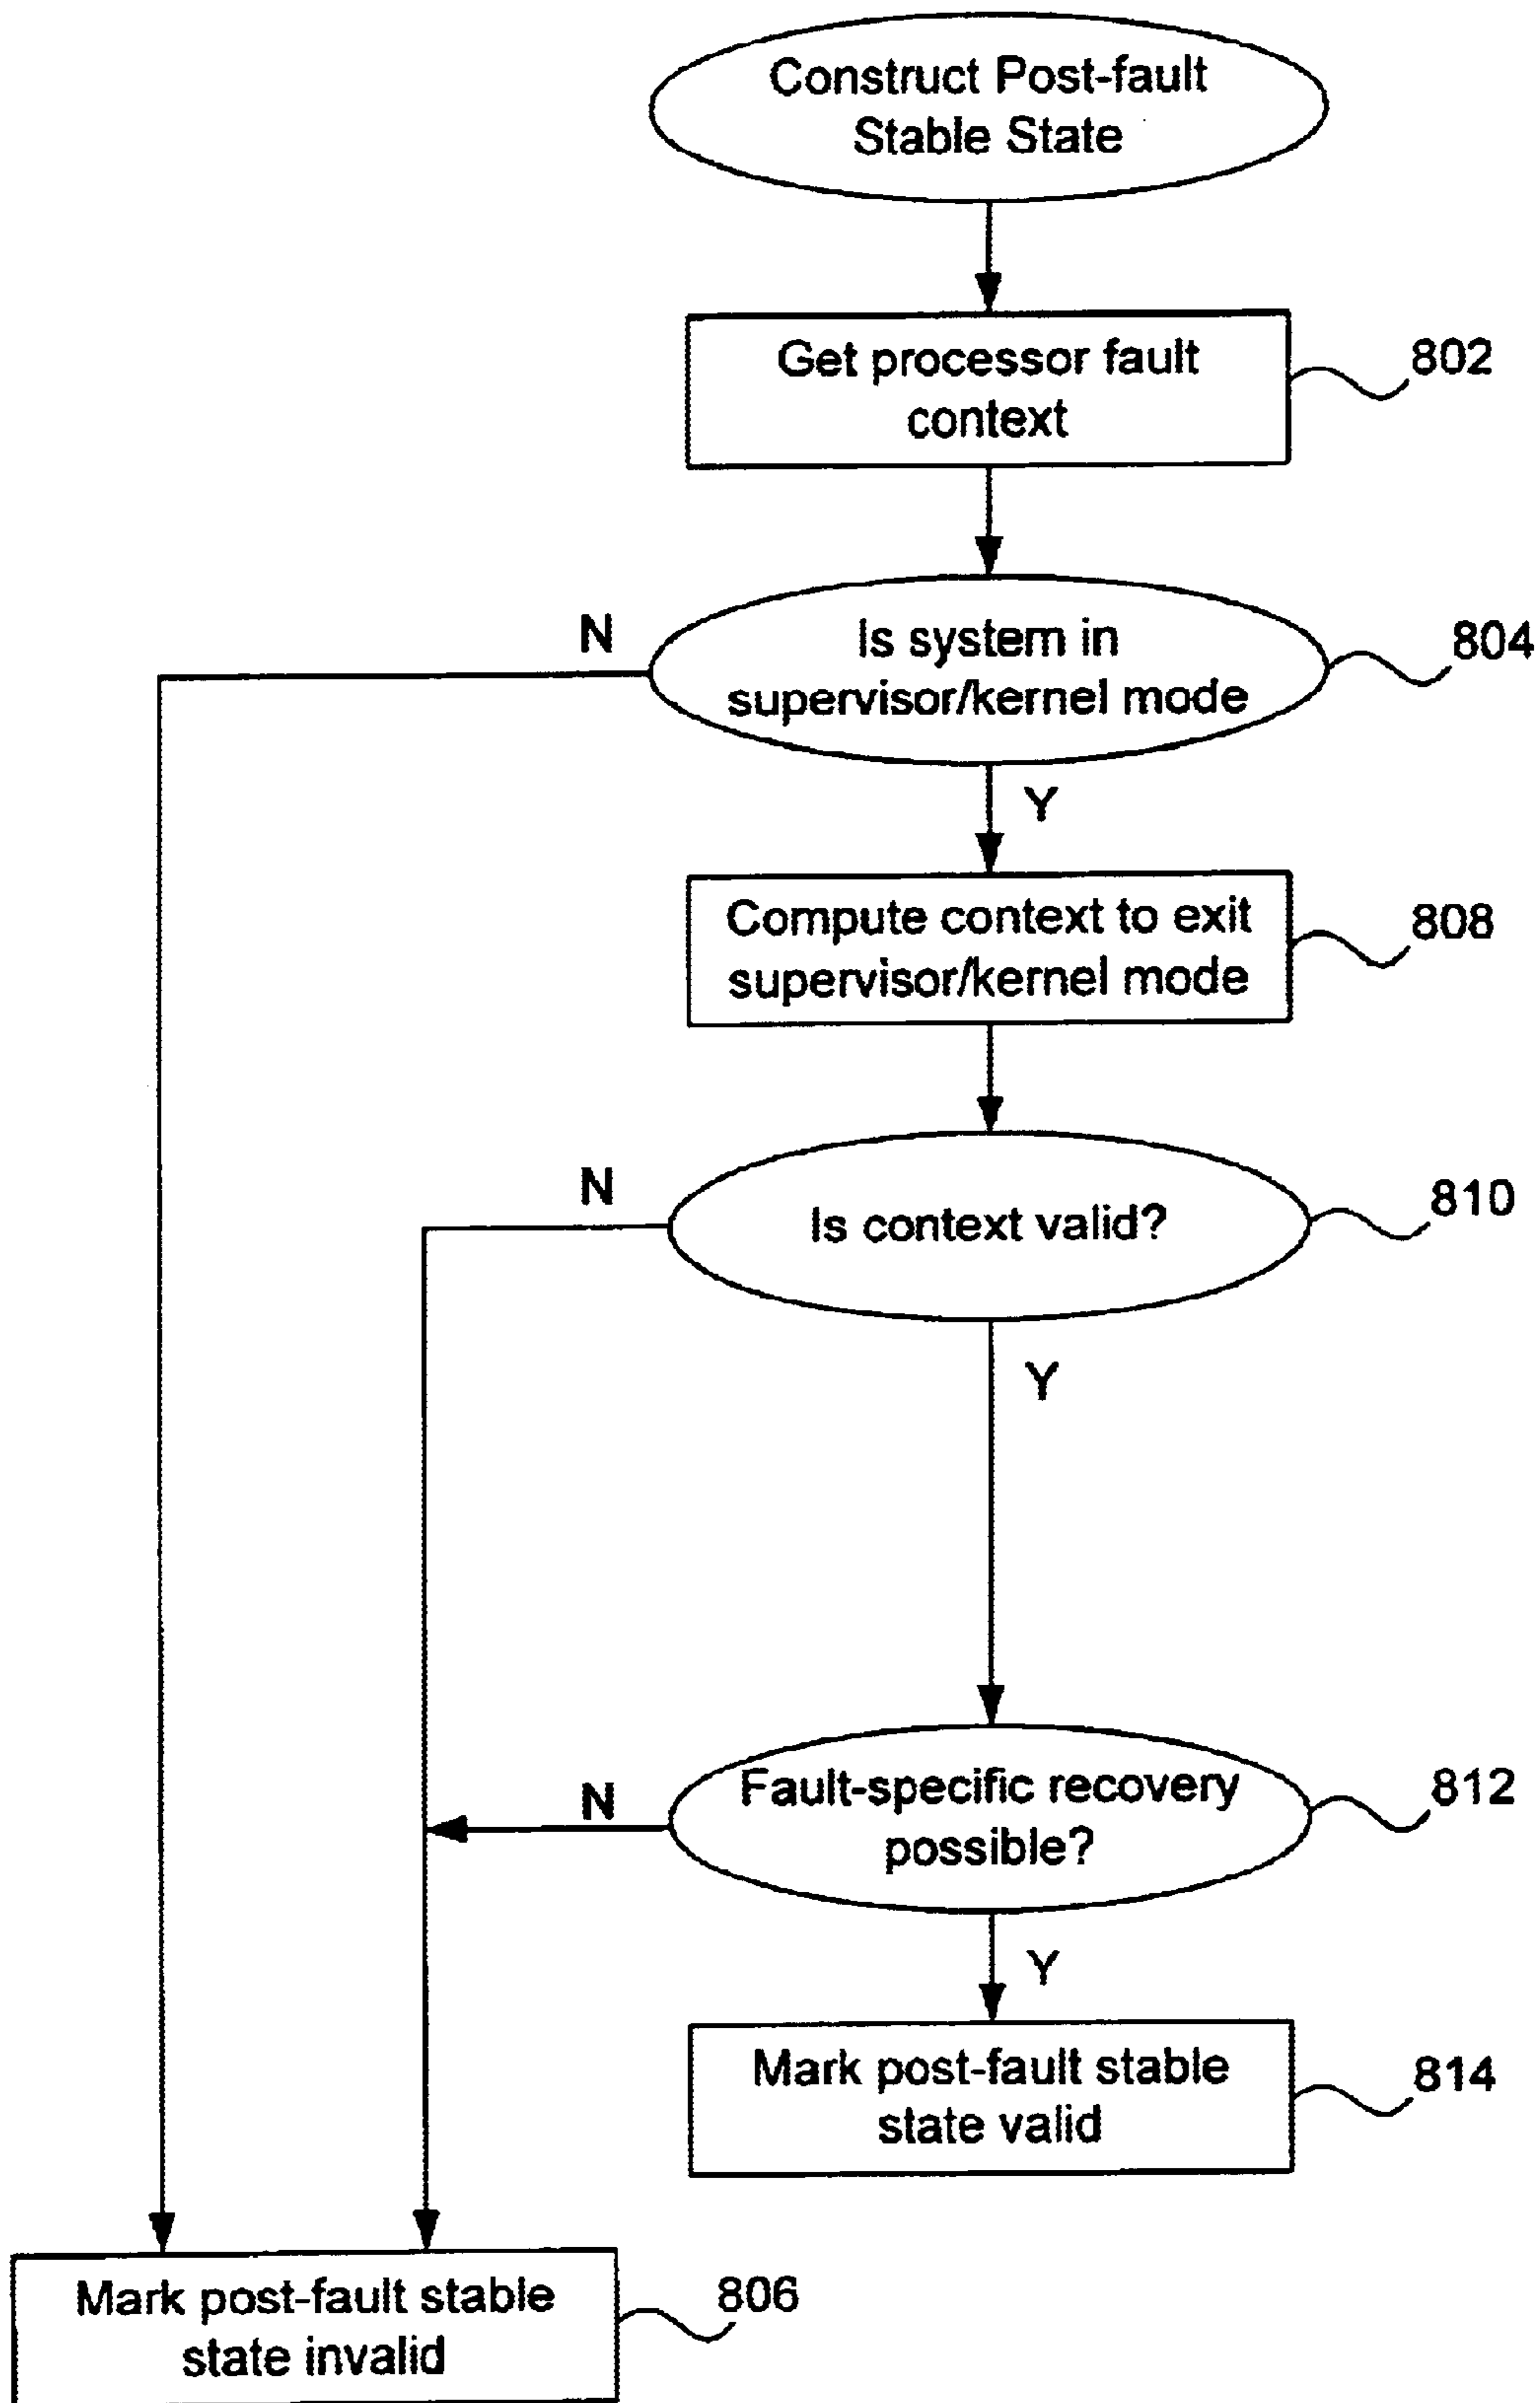 Construct Post-fault
Stable State
Get processor fault
context
802
N
Is system in
supervisor/kernel mode
804
Y
Compute context to exit
supervisor/kernel mode
808
N
Is context valid?
810
Y
N
Fault-specific recovery
possible?
812
Y
Mark post-fault stable
state valid
814
Mark post-fault stable
state invalid
806